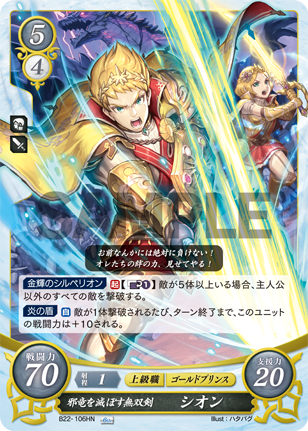 5
4
SAMPLE
お前なんかには絶対に負けない！
オレたちの絆の力、見せてやる！
金輝のシルペリオン 起 [1] 敵が5体以上いる場合、主人公
以外のすべての敵を撃破する。
炎の盾 自 敵が1体撃破されるたび、ターン終了まで、このユニット
の戦闘力は+10される。
戦闘力
70
射程
1
上級職
ゴールドプリンス
支援力
20
邪竜を滅ぼす無双剣
シオン
B22-106HN
Illust：ハタパグ